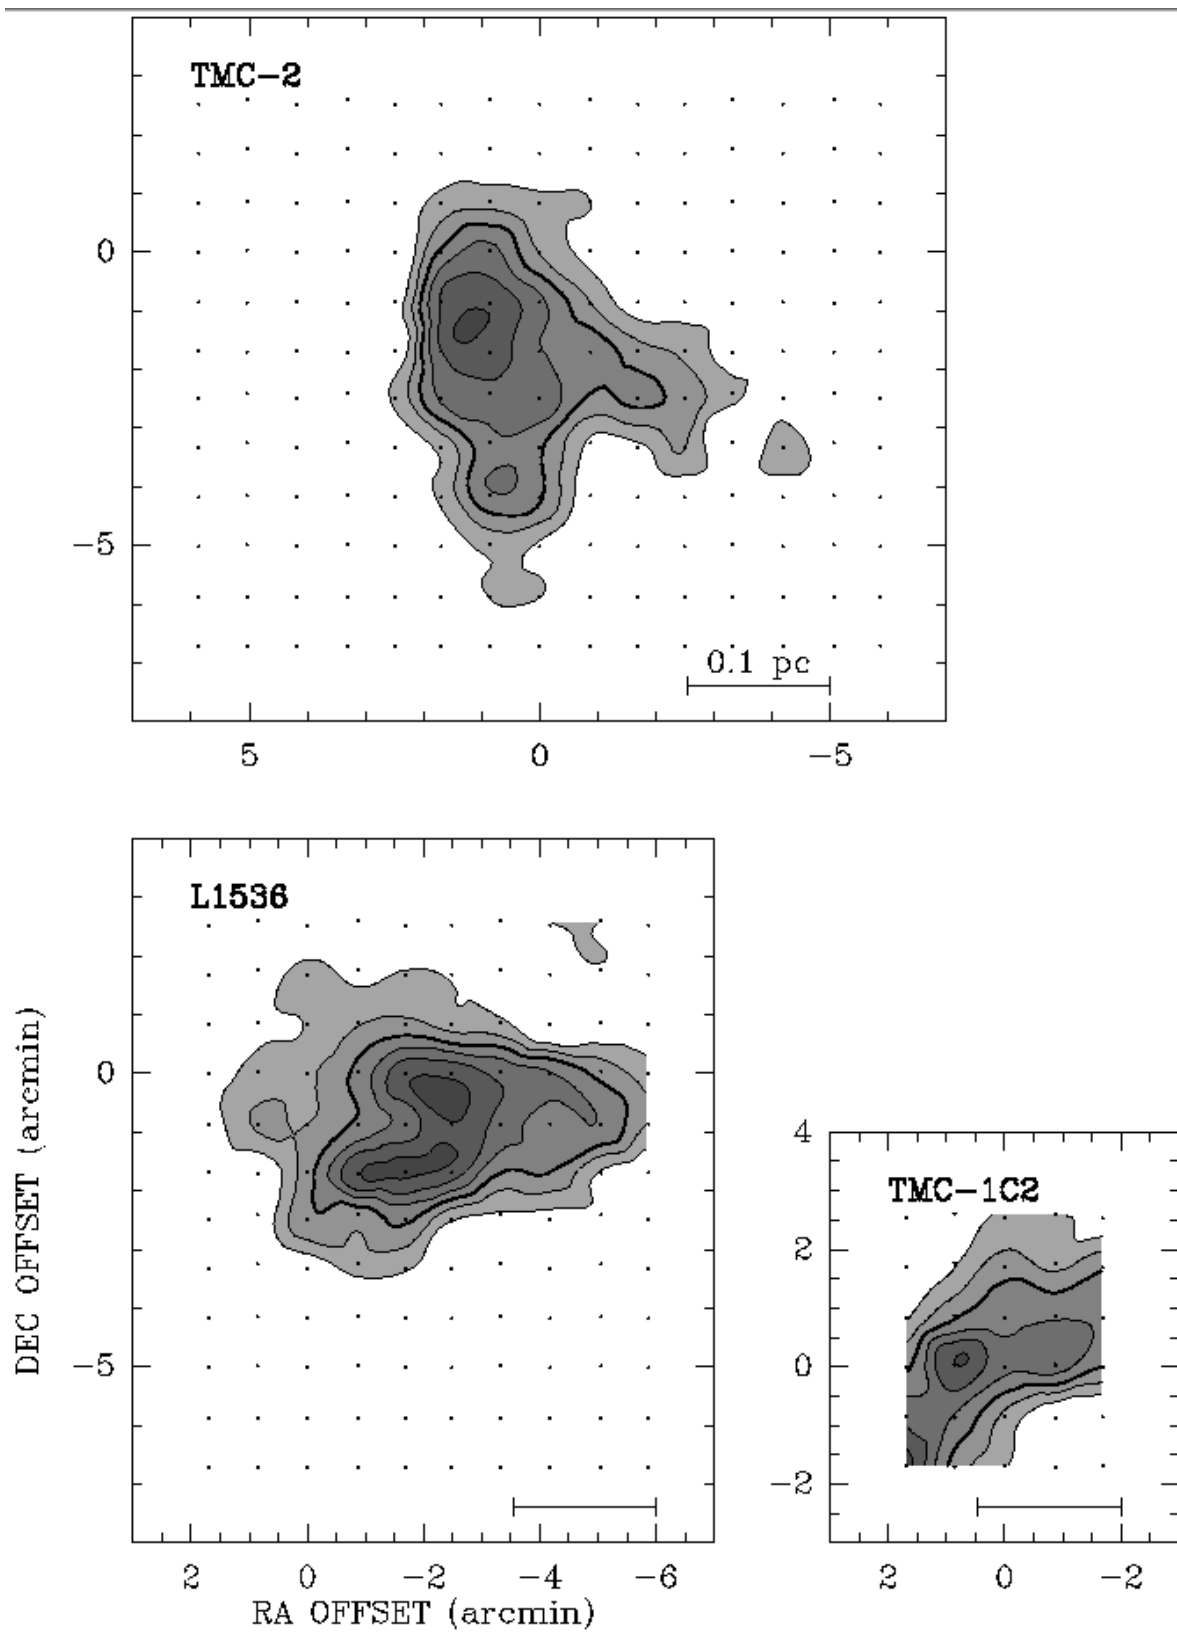 TMC-2
0
-5
0.1 pc
5 0 -5
L1536
DEC OFFSET (arcmin)
0
-5
2 0 -2 -4 -6
RA OFFSET (arcmin)
4
TMC-1C2
2
0
-2
2 0 -2